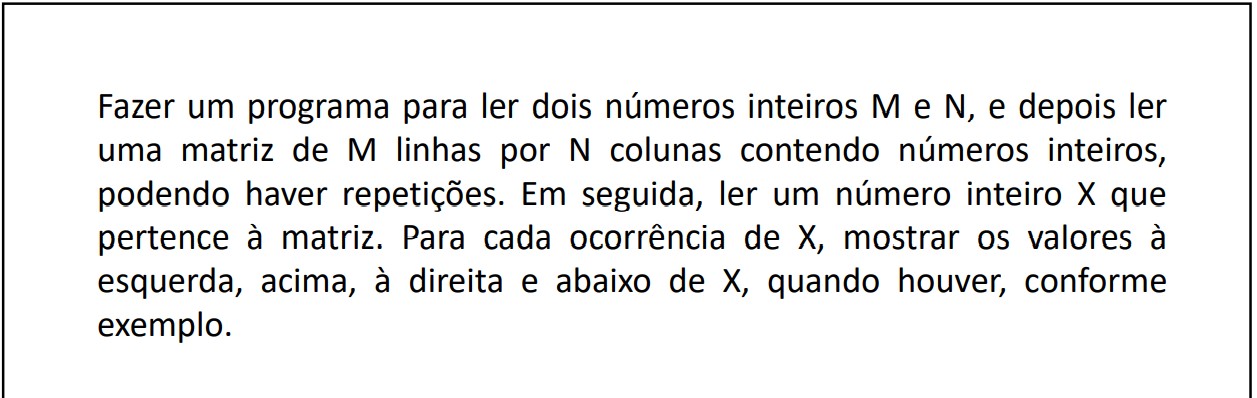 Fazer um programa para ler dois números inteiros M e N, e depois ler
uma matriz de M linhas por N colunas contendo números inteiros,
podendo haver repetições. Em seguida, ler um número inteiro X que
pertence à matriz. Para cada ocorrência de X, mostrar os valores à
esquerda, acima, à direita e abaixo de X, quando houver, conforme
exemplo.